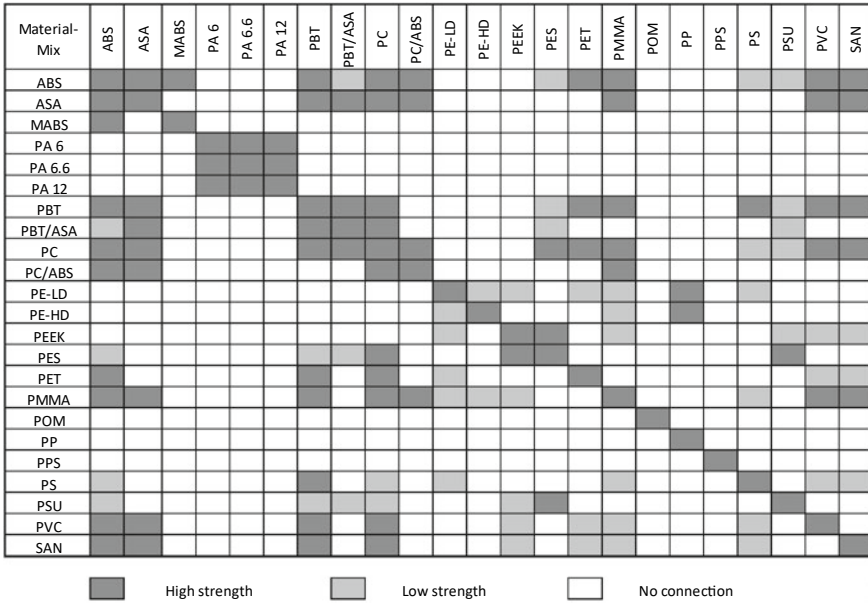 Material-Mix ABS ASA MABS PA 6 PA 6.6 PA 12 PBT PBT/ASA PC PC/ABS PE-LD PE-HD PEEK PES PET PMMA POM PP PPS PS PSU PVC SAN
ABS
ASA
MABS
PA 6
PA 6.6
PA 12
PBT
PBT/ASA
PC
PC/ABS
PE-LD
PE-HD
PEEK
PES
PET
PMMA
POM
PP
PPS
PS
PSU
PVC
SAN
High strength Low strength No connection